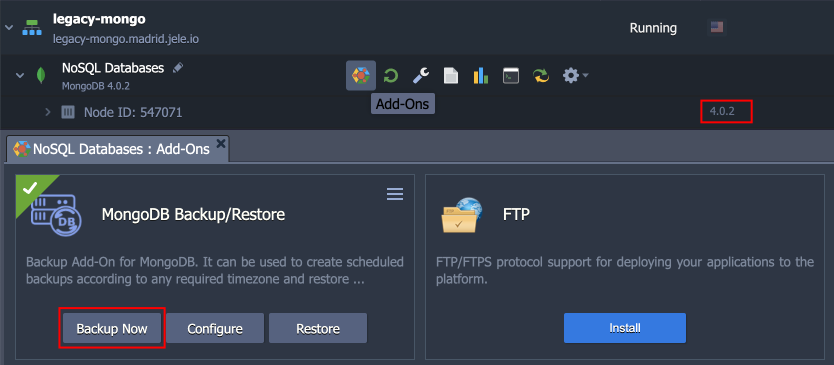 legacy-mongo
legacy-mongo.madrid.jele.io
Running
NoSQL Databases
MongoDB 4.0.2
Add-Ons
Node ID: 547071
4.0.2
NoSQL Databases : Add-Ons
MongoDB Backup/Restore
Backup Add-On for MongoDB. It can be used to create scheduled
backups according to any required timezone and restore ...
Backup Now
Configure
Restore
FTP
FTP/FTPS protocol support for deploying your applications to the
platform.
Install
DB